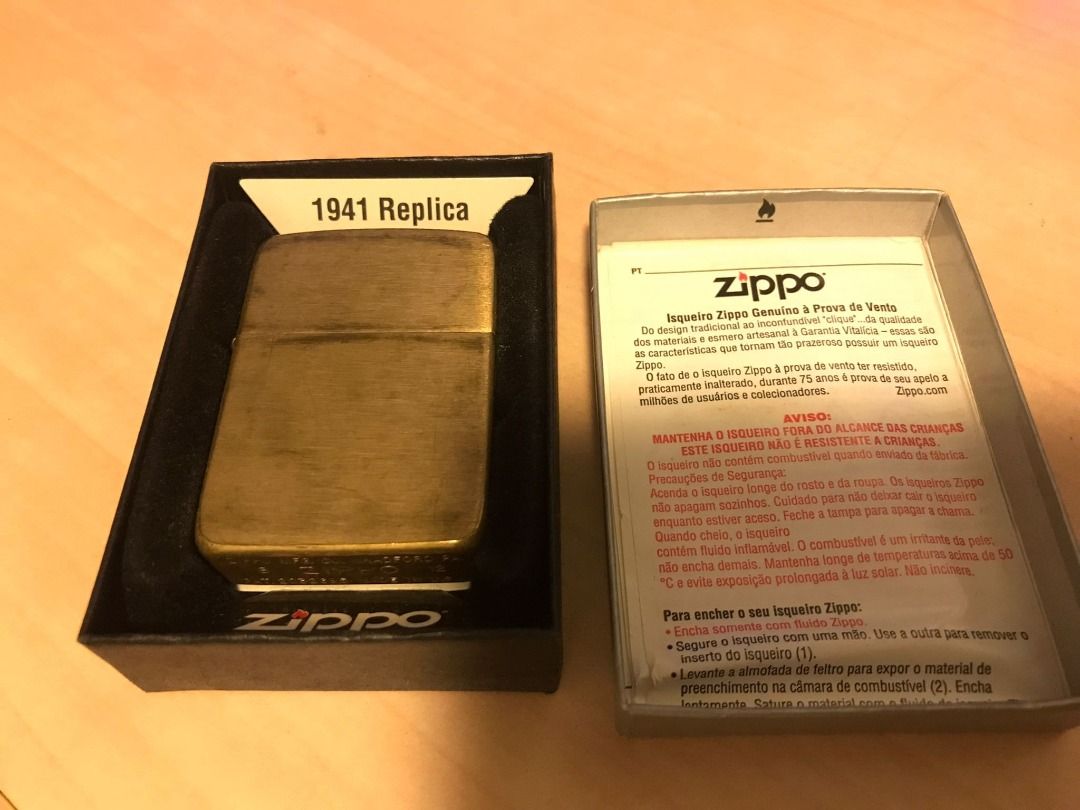 1941 Replica
zippo
PT
zippo
Isqueiro Zippo Genuíno à Prova de Vento
Do design tradicional ao inconfundível "clique"...da qualidade
dos materiais e esmero artesanal à Garantia Vitalícia – essas são
as características que tornam tão prazeroso possuir um isqueiro
Zippo.
O fato de o isqueiro Zippo à prova de vento ter resistido,
praticamente inalterado, durante 75 anos é prova de seu apelo a
milhões de usuários e colecionadores. Zippo.com
AVISO:
MANTENHA O ISQUEIRO FORA DO ALCANCE DAS CRIANÇAS
ESTE ISQUEIRO NÃO É RESISTENTE A CRIANÇAS.
O isqueiro não contém combustível quando enviado da fábrica.
Precauções de Segurança:
Acenda o isqueiro longe do rosto e da roupa. Os isqueiros Zippo
não apagam sozinhos. Cuidado para não deixar cair o isqueiro
enquanto estiver aceso. Feche a tampa para apagar a chama.
Quando cheio, o isqueiro
contém fluido inflamável. O combustível é um irritante da pele;
não encha demais. Mantenha longe de temperaturas acima de 50
°C e evite exposição prolongada à luz solar. Não incinere.
Para encher o seu isqueiro Zippo:
• Encha somente com fluido Zippo.
• Segure o isqueiro com uma mão. Use a outra para remover o
inserto do isqueiro (1).
• Levante a almofada de feltro para expor o material de
preenchimento na câmara de combustível (2). Encha
lentamente. Sature o material com o fluido de